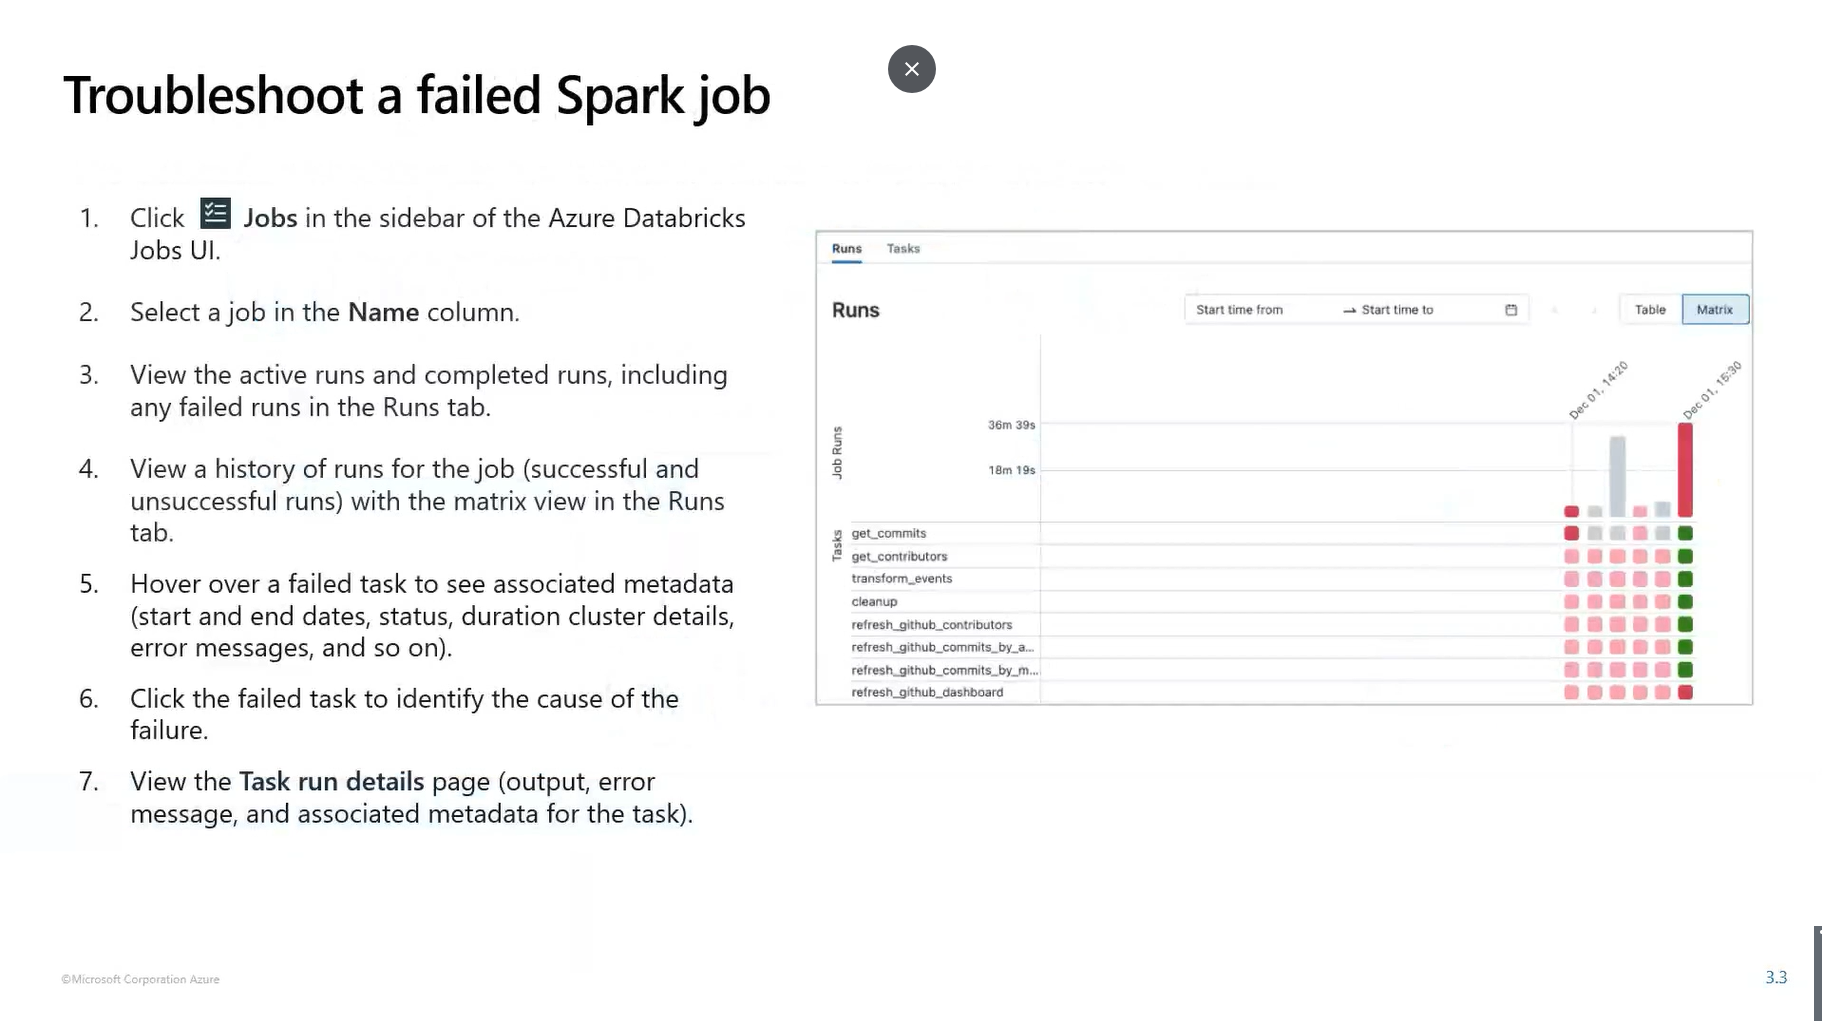 Troubleshoot a failed Spark job
1. Click Jobs in the sidebar of the Azure Databricks
Jobs UI.
2. Select a job in the Name column.
3. View the active runs and completed runs, including
any failed runs in the Runs tab.
4. View a history of runs for the job (successful and
unsuccessful runs) with the matrix view in the Runs
tab.
5. Hover over a failed task to see associated metadata
(start and end dates, status, duration cluster details,
error messages, and so on).
6. Click the failed task to identify the cause of the
failure.
7. View the Task run details page (output, error
message, and associated metadata for the task).
Runs Tasks
Runs
Start time from → Start time to
Table Matrix
Dec 01, 14:20
Dec 01, 15:30
Job Runs
36m 39s
18m 19s
Tasks
get_commits
get_contributors
transform_events
cleanup
refresh_github_contributors
refresh_github_commits_by_a...
refresh_github_commits_by_m...
refresh_github_dashboard
©Microsoft Corporation Azure
3.3